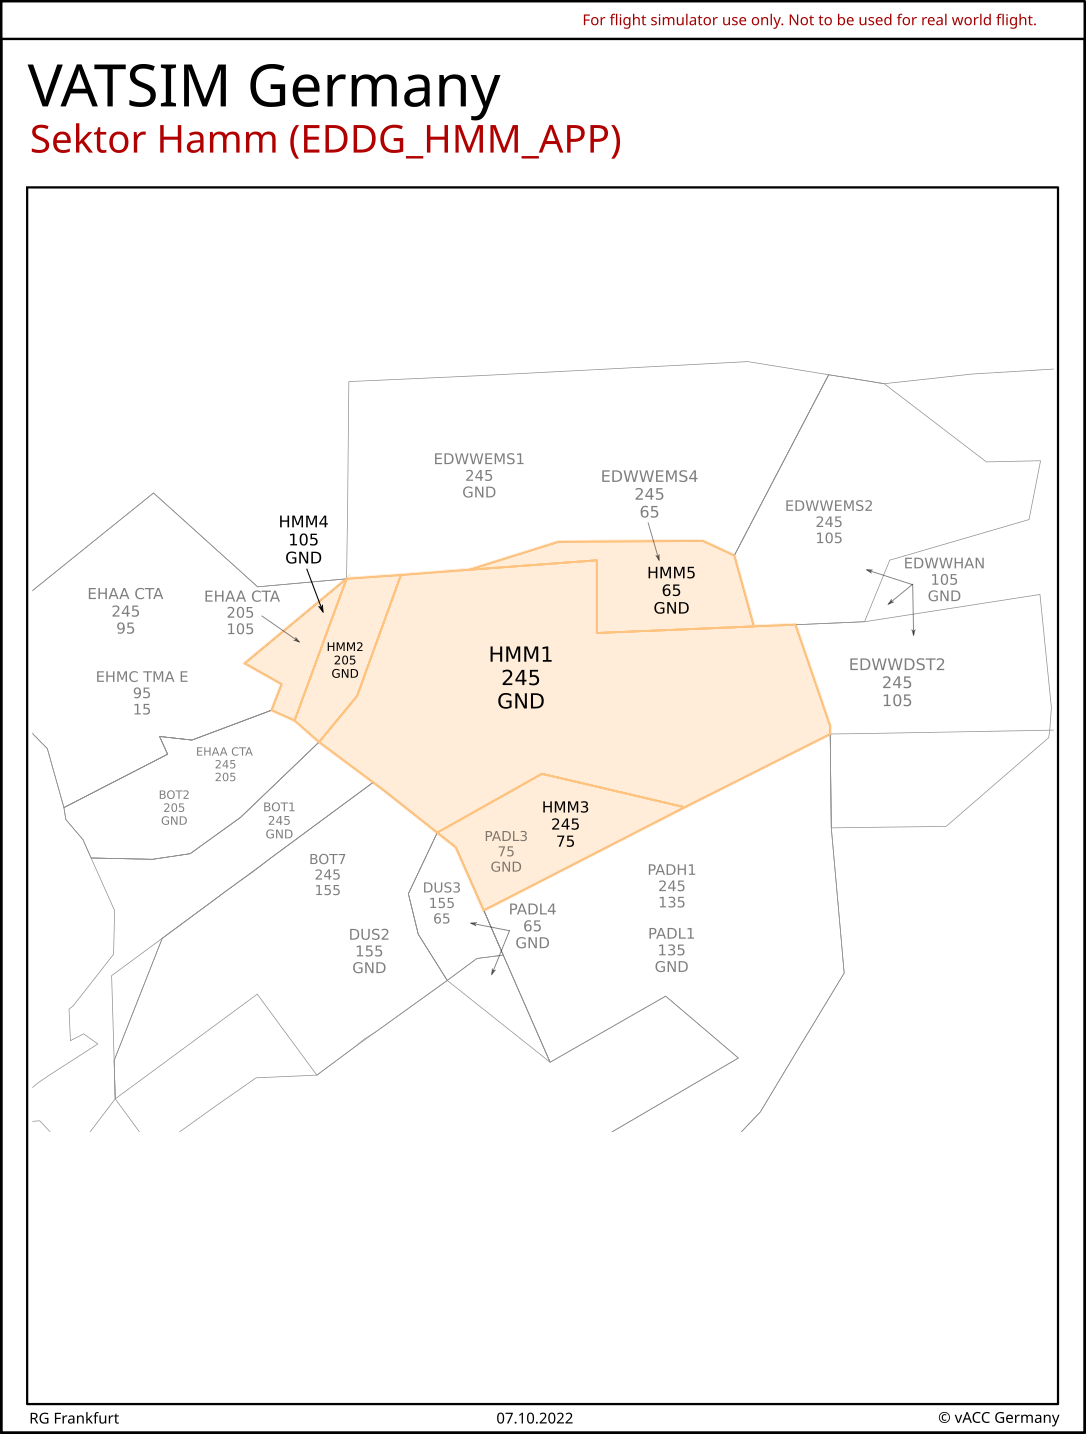 For flight simulator use only. Not to be used for real world flight.
VATSIM Germany
Sektor Hamm (EDDG_HMM_APP)
EDWWEMS1
245
GND
EDWWEMS4
245
65
EDWWEMS2
245
105
HMM4
105
GND
EDWWHAN
105
GND
HMM5
65
GND
EHAA CTA
245
95
EHAA CTA
205
105
HMM2
205
GND
HMM1
245
GND
EDWWDST2
245
105
EHMC TMA E
95
15
EHAA CTA
245
205
BOT2
205
GND
BOT1
245
GND
HMM3
245
75
PADL3
75
GND
BOT7
245
155
DUS3
155
65
PADH1
245
135
PADL4
65
GND
DUS2
155
GND
PADL1
135
GND
RG Frankfurt
07.10.2022
© vACC Germany